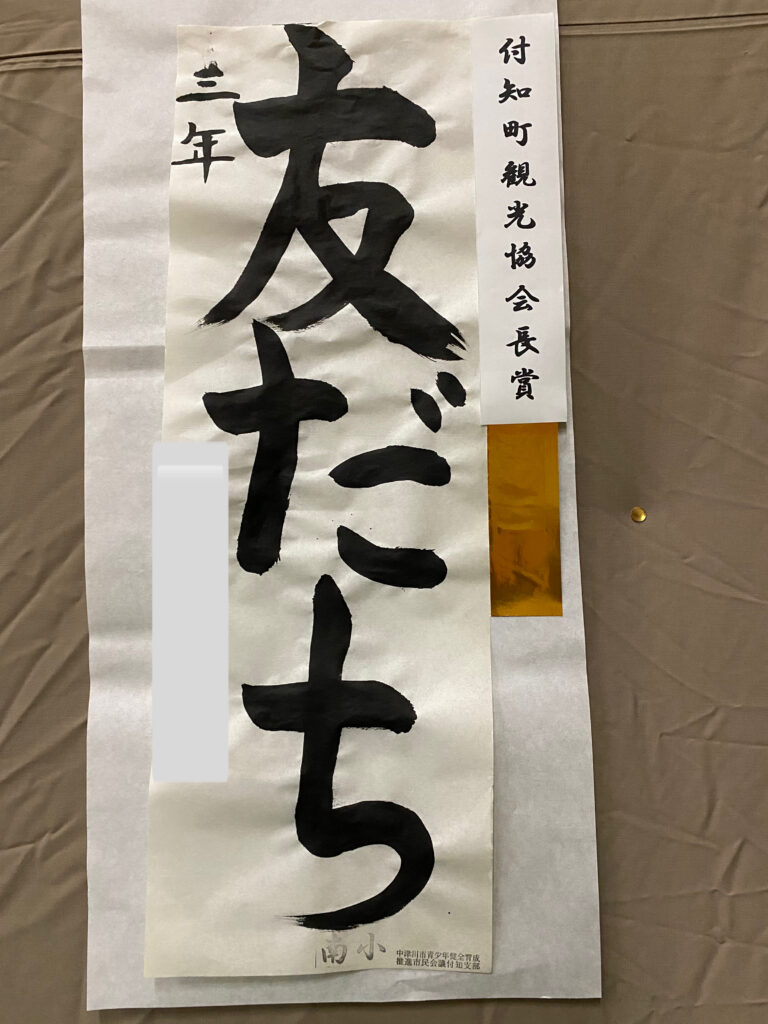 付知町観光協会長賞
友だち
三年
南小
中津川市青少年健全育成
推進市民会議付知支部